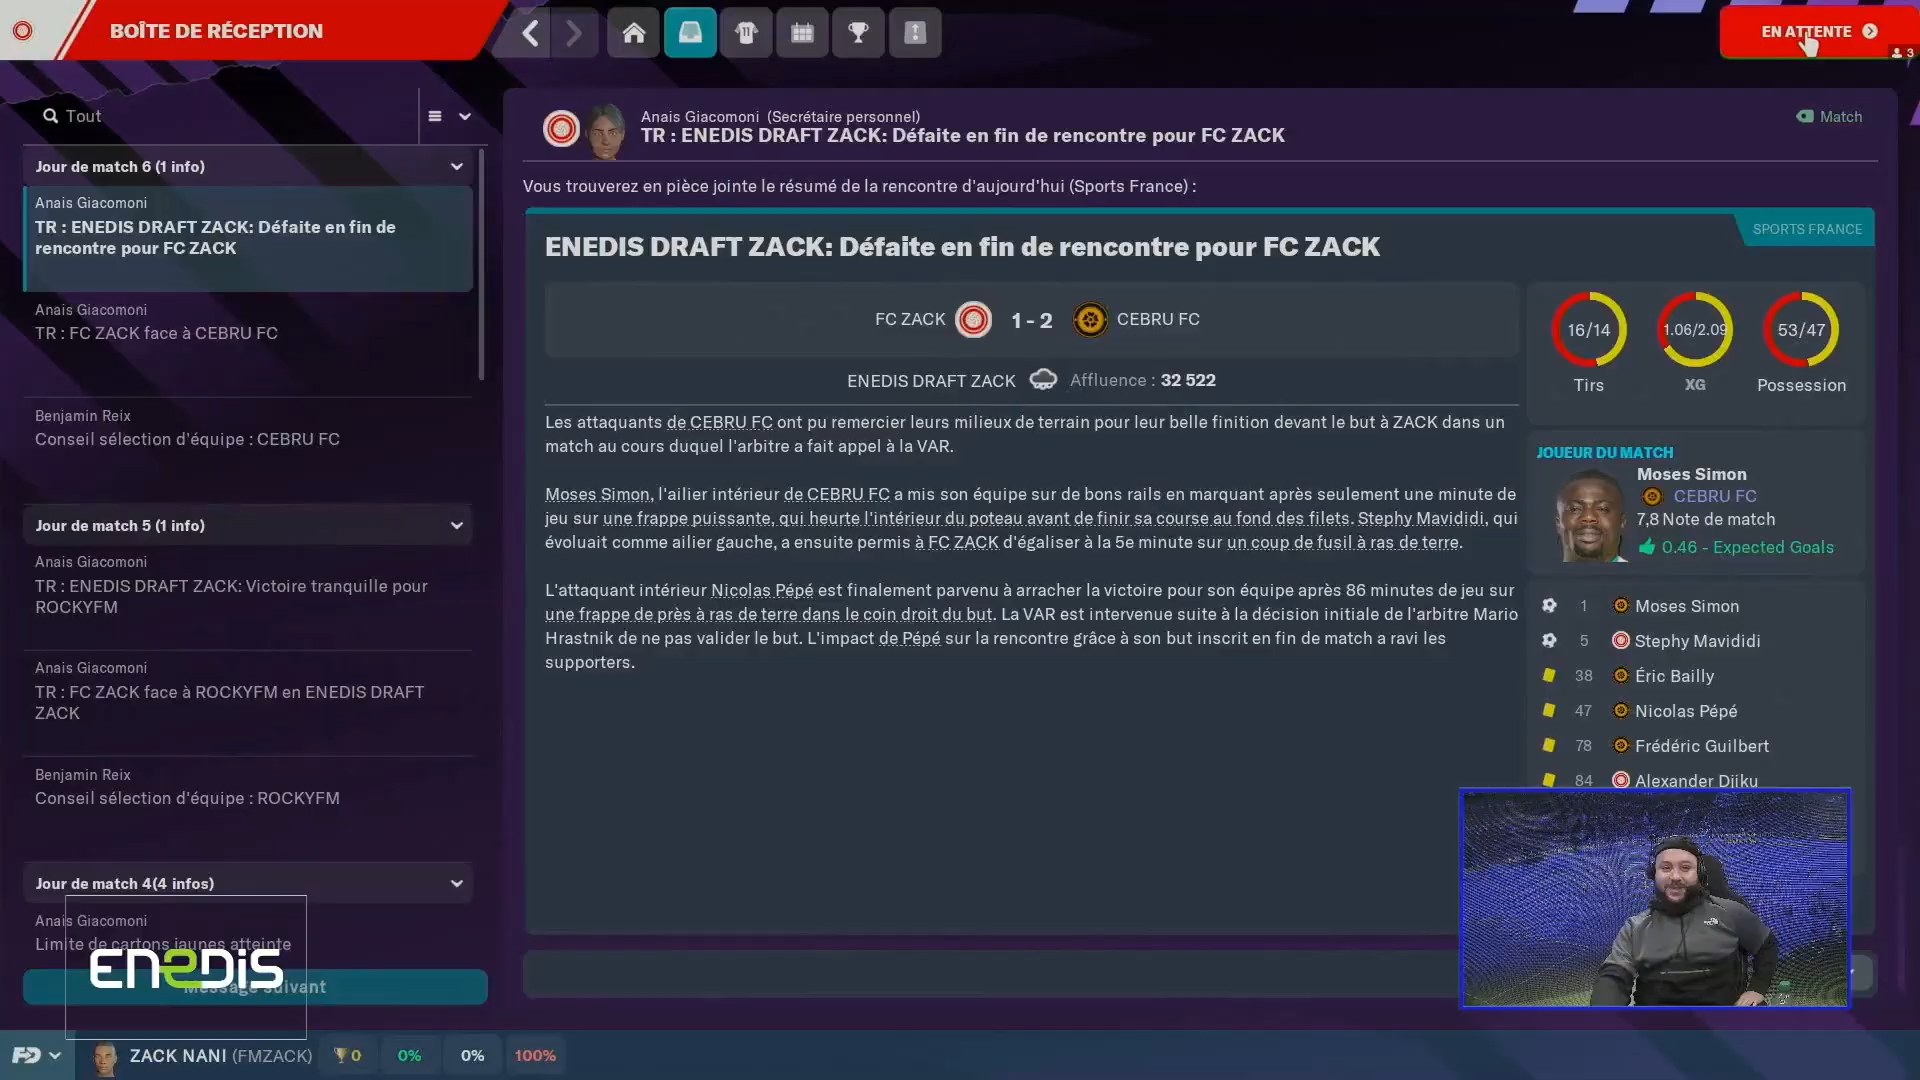 BOÎTE DE RÉCEPTION
11
EN ATTENTE
3
Tout
Jour de match 6 (1 info)
Anais Giacomoni
TR : ENEDIS DRAFT ZACK: Défaite en fin de
rencontre pour FC ZACK
Anais Giacomoni
TR : FC ZACK face à CEBRU FC
Benjamin Reix
Conseil sélection d'équipe : CEBRU FC
Jour de match 5 (1 info)
Anais Giacomoni
TR : ENEDIS DRAFT ZACK: Victoire tranquille pour
ROCKYFM
Anais Giacomoni
TR : FC ZACK face à ROCKYFM en ENEDIS DRAFT
ZACK
Benjamin Reix
Conseil sélection d'équipe : ROCKYFM
Jour de match 4(4 infos)
Anais Giacomoni
Limite de cartons jaunes atteinte
ENEDIS
Message suivant
Anais Giacomoni (Secrétaire personnel)
TR : ENEDIS DRAFT ZACK: Défaite en fin de rencontre pour FC ZACK
Match
Vous trouverez en pièce jointe le résumé de la rencontre d'aujourd'hui (Sports France) :
SPORTS FRANCE
ENEDIS DRAFT ZACK: Défaite en fin de rencontre pour FC ZACK
FC ZACK 1 - 2 CEBRU FC
ENEDIS DRAFT ZACK Affluence : 32 522
Les attaquants de CEBRU FC ont pu remercier leurs milieux de terrain pour leur belle finition devant le but à ZACK dans un
match au cours duquel l'arbitre a fait appel à la VAR.
Moses Simon, l'ailier intérieur de CEBRU FC a mis son équipe sur de bons rails en marquant après seulement une minute de
jeu sur une frappe puissante, qui heurte l'intérieur du poteau avant de finir sa course au fond des filets. Stephy Mavididi, qui
évoluait comme ailier gauche, a ensuite permis à FC ZACK d'égaliser à la 5e minute sur un coup de fusil à ras de terre.
L'attaquant intérieur Nicolas Pépé est finalement parvenu à arracher la victoire pour son équipe après 86 minutes de jeu sur
une frappe de près à ras de terre dans le coin droit du but. La VAR est intervenue suite à la décision initiale de l'arbitre Mario
Hrastnik de ne pas valider le but. L'impact de Pépé sur la rencontre grâce à son but inscrit en fin de match a ravi les
supporters.
16/14 1.06/2.09 53/47
Tirs XG Possession
JOUEUR DU MATCH
Moses Simon
CEBRU FC
7,8 Note de match
0.46 - Expected Goals
1 Moses Simon
5 Stephy Mavididi
38 Éric Bailly
47 Nicolas Pépé
78 Frédéric Guilbert
84 Alexander Djiku
ZACK NANI (FMZACK) 0 0% 0% 100%